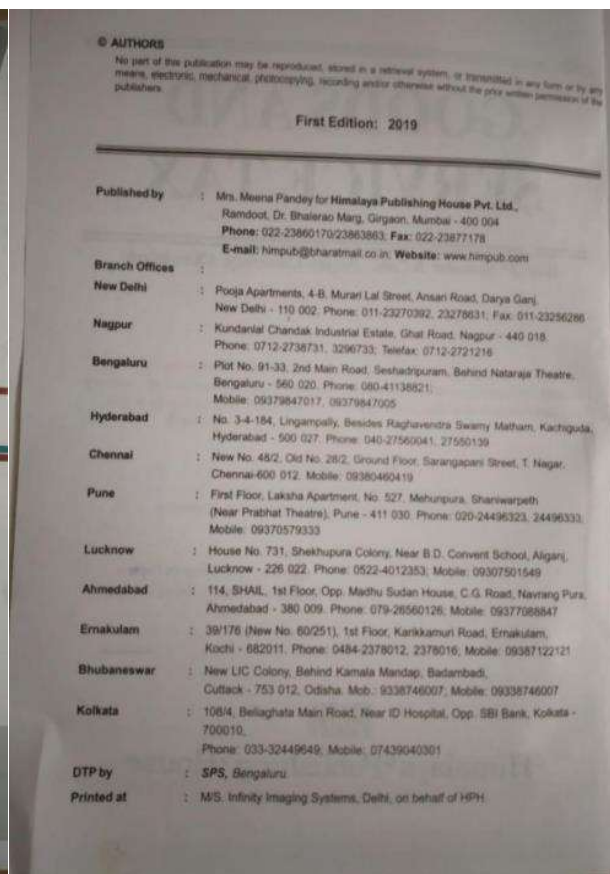 © AUTHORS
No part of this publication may be reproduced, stored in a retrieval system, or transmitted in any form or by any
means, electronic, mechanical, photocopying, recording and/or otherwise without the prior written permission of the
publishers.
First Edition: 2019
Published by : Mrs. Meena Pandey for Himalaya Publishing House Pvt. Ltd.,
Ramdoot, Dr. Bhalerao Marg, Girgaon, Mumbai - 400 004
Phone: 022-23860170/23863863; Fax: 022-23877178
E-mail: himpub@bharatmail.co.in; Website: www.himpub.com
Branch Offices :
New Delhi : Pooja Apartments, 4-B, Murari Lal Street, Ansari Road, Darya Ganj,
New Delhi - 110 002. Phone: 011-23270392, 23278631; Fax: 011-23256286
Nagpur : Kundanlal Chandak Industrial Estate, Ghat Road, Nagpur - 440 018.
Phone: 0712-2738731, 3296733; Telefax: 0712-2721216
Bengaluru : Plot No. 91-33, 2nd Main Road, Seshadripuram, Behind Nataraja Theatre,
Bengaluru - 560 020. Phone: 080-41138821;
Mobile: 09379847017, 09379847005
Hyderabad : No. 3-4-184, Lingampally, Besides Raghavendra Swamy Matham, Kachiguda,
Hyderabad - 500 027. Phone: 040-27560041, 27550139
Chennai : New No. 48/2, Old No. 28/2, Ground Floor, Sarangapani Street, T. Nagar,
Chennai-600 012. Mobile: 09380460419
Pune : First Floor, Laksha Apartment, No. 527, Mehunpura, Shaniwarpeth
(Near Prabhat Theatre), Pune - 411 030. Phone: 020-24496323, 24496333;
Mobile: 09370579333
Lucknow : House No. 731, Shekhupura Colony, Near B.D. Convent School, Aliganj,
Lucknow - 226 022. Phone: 0522-4012353; Mobile: 09307501549
Ahmedabad : 114, SHAIL, 1st Floor, Opp. Madhu Sudan House, C.G. Road, Navrang Pura,
Ahmedabad - 380 009. Phone: 079-26560126; Mobile: 09377088847
Ernakulam : 39/176 (New No. 60/251), 1st Floor, Karikkamuri Road, Ernakulam,
Kochi - 682011. Phone: 0484-2378012, 2378016; Mobile: 09387122121
Bhubaneswar : New LIC Colony, Behind Kamala Mandap, Badambadi,
Cuttack - 753 012, Odisha. Mob.: 9338746007; Mobile: 09338746007
Kolkata : 108/4, Beliaghata Main Road, Near ID Hospital, Opp. SBI Bank, Kolkata -
700010,
Phone: 033-32449649; Mobile: 07439040301
DTP by : SPS, Bengaluru.
Printed at : M/S. Infinity Imaging Systems, Delhi, on behalf of HPH